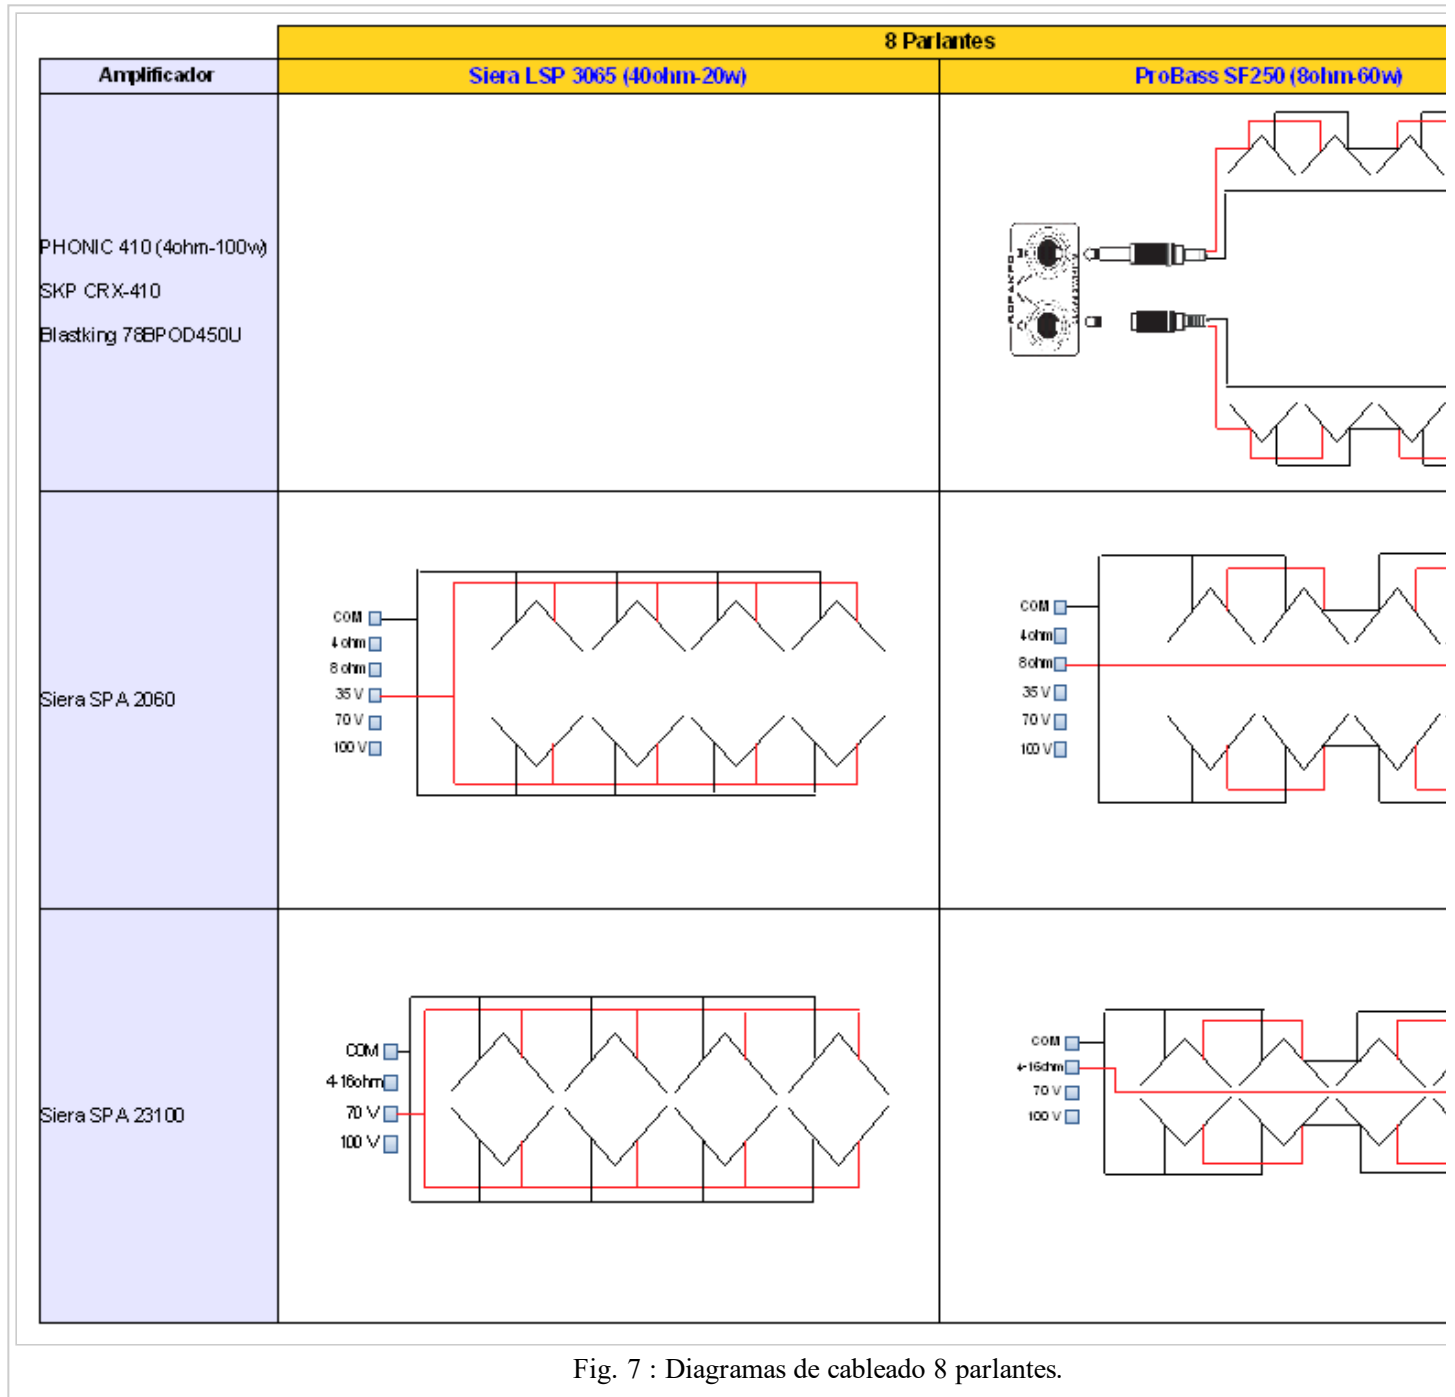 8 Parlantes
Amplificador
Siera LSP 3065 (40ohm-20w)
ProBass SF250 (8ohm-60w)
PHONIC 410 (4ohm-100w)
SKP CRX-410
Blastking 78BPOD450U
Siera SPA 2060
COM
4 ohm
8 ohm
35 V
70 V
100 V
COM
4 ohm
8 ohm
35 V
70 V
100 V
Siera SPA 23100
COM
4-16ohm
70 V
100 V
COM
4-16ohm
70 V
100 V
Fig. 7 : Diagramas de cableado 8 parlantes.